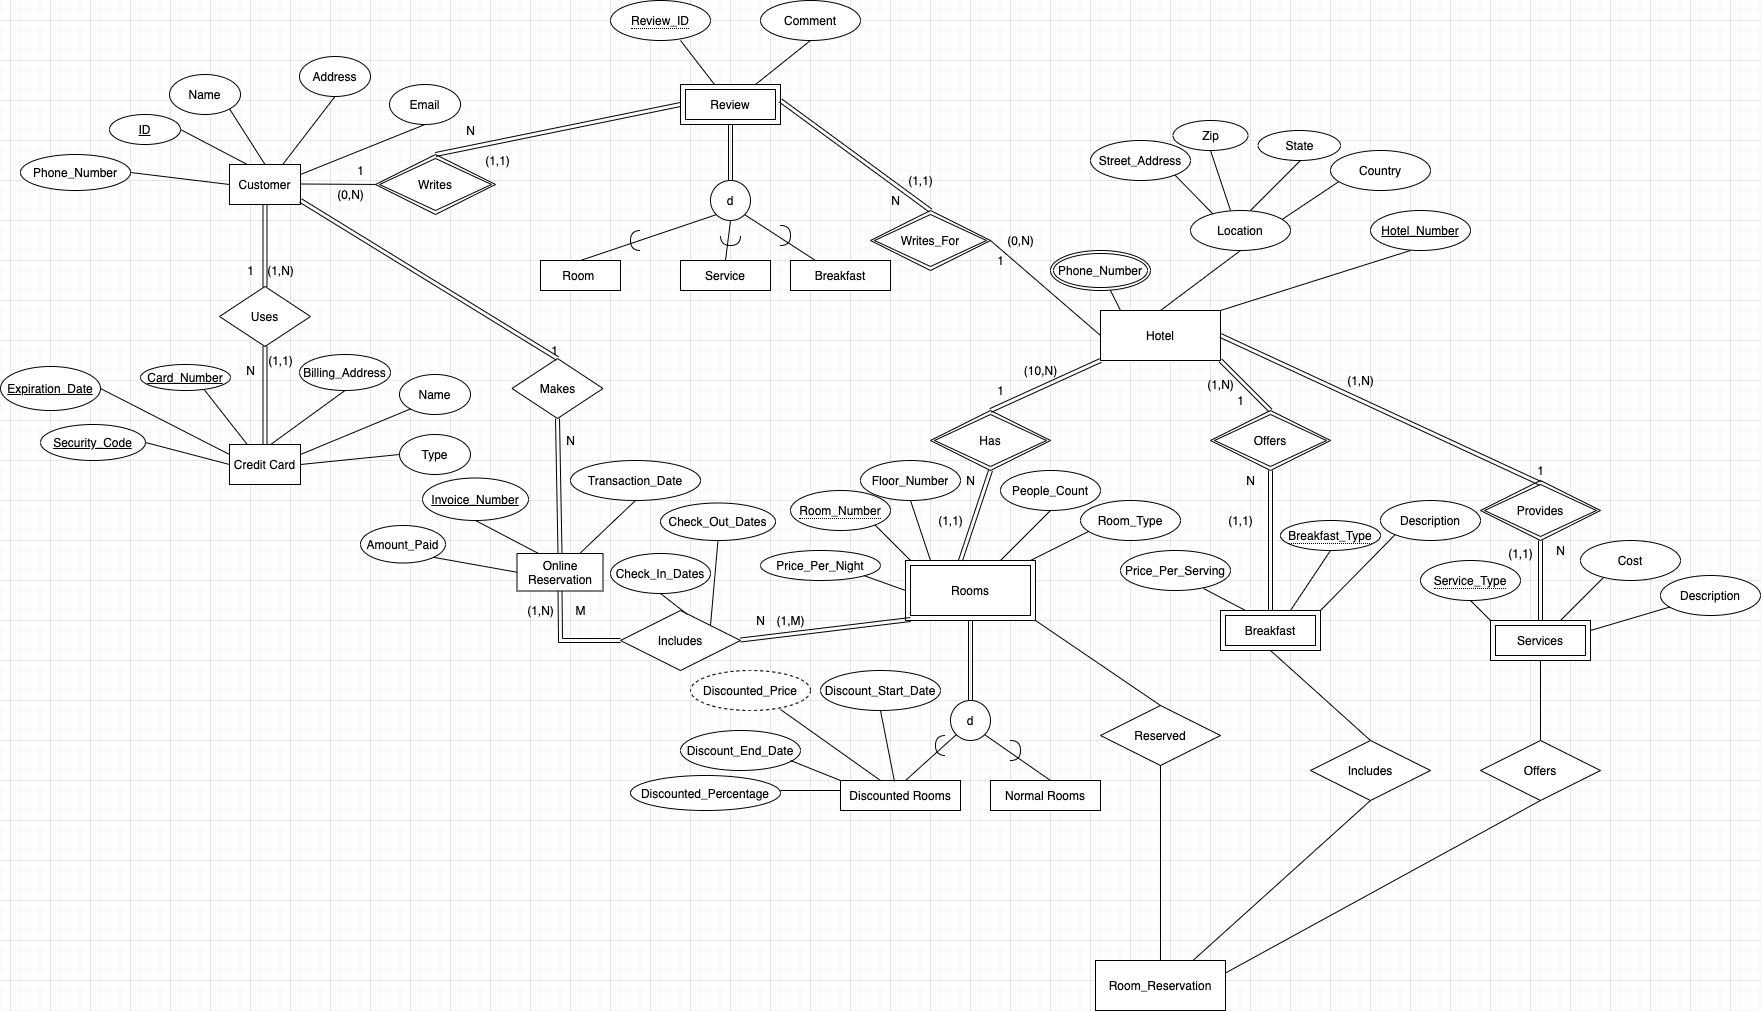 Review_ID
Comment
Address
Name
Email
Review
ID
N
Zip
State
Street_Address
(1,1)
Phone_Number
1
Country
Customer
Writes
(1,1)
(0,N)
N
d
Location
Hotel_Number
Writes_For
(0,N)
1
1
(1,N)
Room
Service
Breakfast
Phone_Number
Uses
Hotel
1
(1,1)
N
Card_Number
Billing_Address
(10,N)
(1,N)
(1,N)
Expiration_Date
Name
Makes
1
1
Security_Code
N
Has
Offers
Type
Credit Card
1
Floor_Number
N
N
Transaction_Date
People_Count
Invoice_Number
Room_Number
Provides
Check_Out_Dates
(1,1)
Room_Type
(1,1)
Description
Breakfast_Type
Amount_Paid
(1,1)
N
Price_Per_Night
Cost
Online
Reservation
Check_In_Dates
Price_Per_Serving
Service_Type
Rooms
Description
(1,N)
M
N
(1,M)
Breakfast
Includes
Services
Discounted_Price
Discount_Start_Date
d
Reserved
Discount_End_Date
Includes
Offers
Discounted_Percentage
Discounted Rooms
Normal Rooms
Room_Reservation